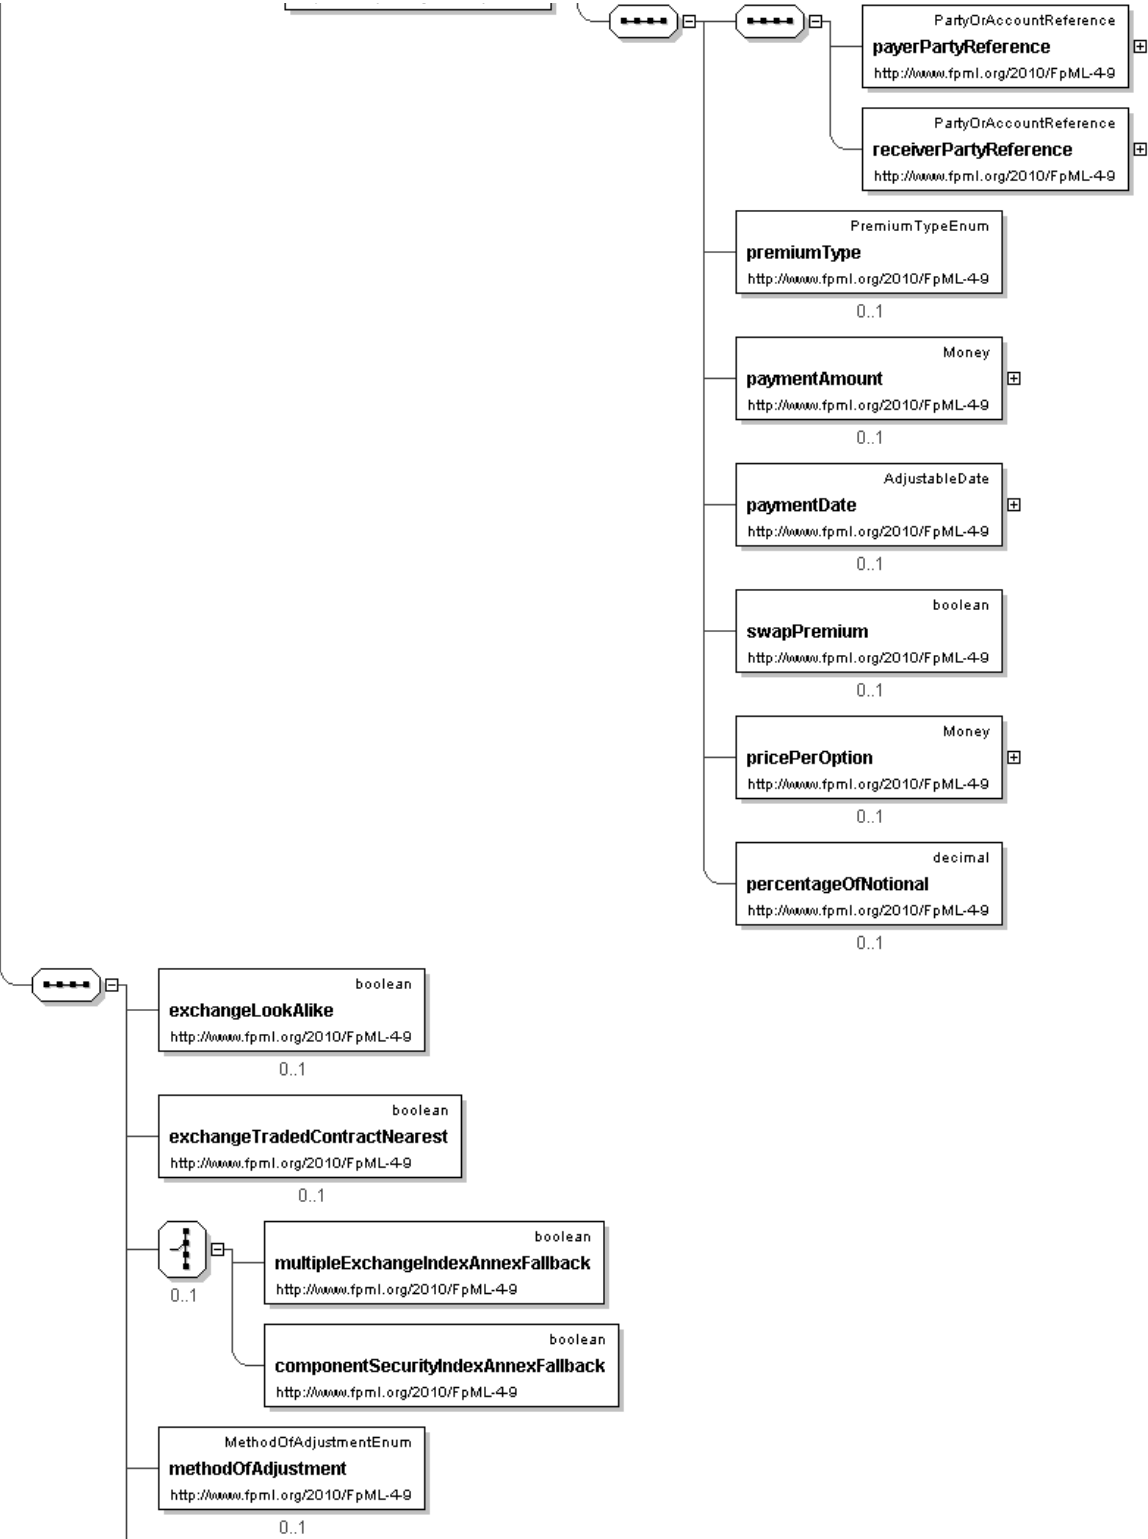 PartyOrAccountReference
payerPartyReference
http://www.fpml.org/2010/FpML-4-9
PartyOrAccountReference
receiverPartyReference
http://www.fpml.org/2010/FpML-4-9
PremiumTypeEnum
premiumType
http://www.fpml.org/2010/FpML-4-9
0..1
Money
paymentAmount
http://www.fpml.org/2010/FpML-4-9
0..1
AdjustableDate
paymentDate
http://www.fpml.org/2010/FpML-4-9
0..1
boolean
swapPremium
http://www.fpml.org/2010/FpML-4-9
0..1
Money
pricePerOption
http://www.fpml.org/2010/FpML-4-9
0..1
decimal
percentageOfNotional
http://www.fpml.org/2010/FpML-4-9
0..1
boolean
exchangeLookAlike
http://www.fpml.org/2010/FpML-4-9
0..1
boolean
exchangeTradedContractNearest
http://www.fpml.org/2010/FpML-4-9
0..1
0..1
boolean
multipleExchangeIndexAnnexFallback
http://www.fpml.org/2010/FpML-4-9
boolean
componentSecurityIndexAnnexFallback
http://www.fpml.org/2010/FpML-4-9
MethodOfAdjustmentEnum
methodOfAdjustment
http://www.fpml.org/2010/FpML-4-9
0..1